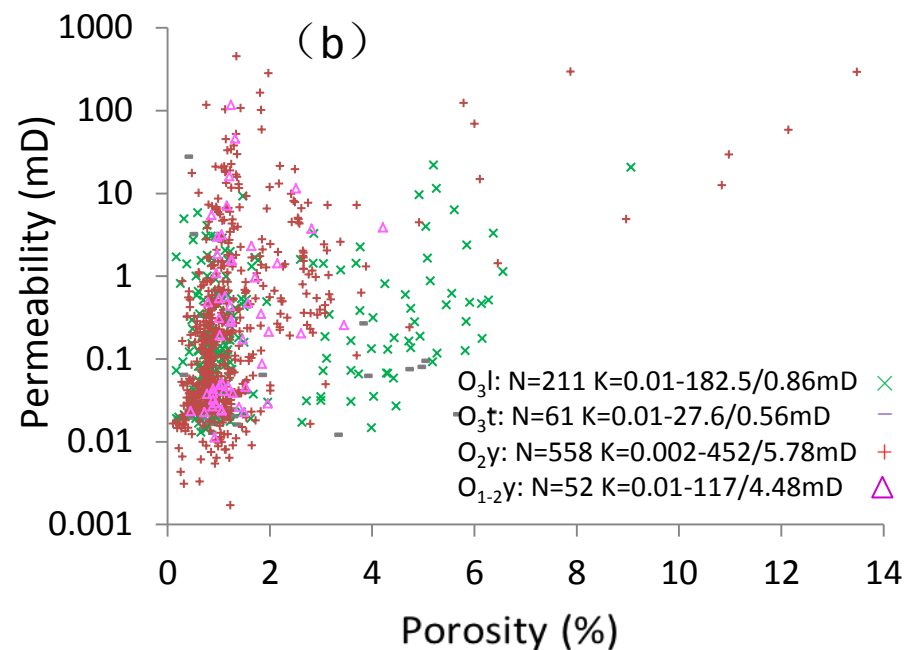 （b）
1000
100
10
1
0.1
0.01
0.001
Permeability (mD)
O₃l: N=211 K=0.01-182.5/0.86mD
O₃t: N=61 K=0.01-27.6/0.56mD
O₂y: N=558 K=0.002-452/5.78mD
O₁₋₂y: N=52 K=0.01-117/4.48mD
0 2 4 6 8 10 12 14
Porosity (%)